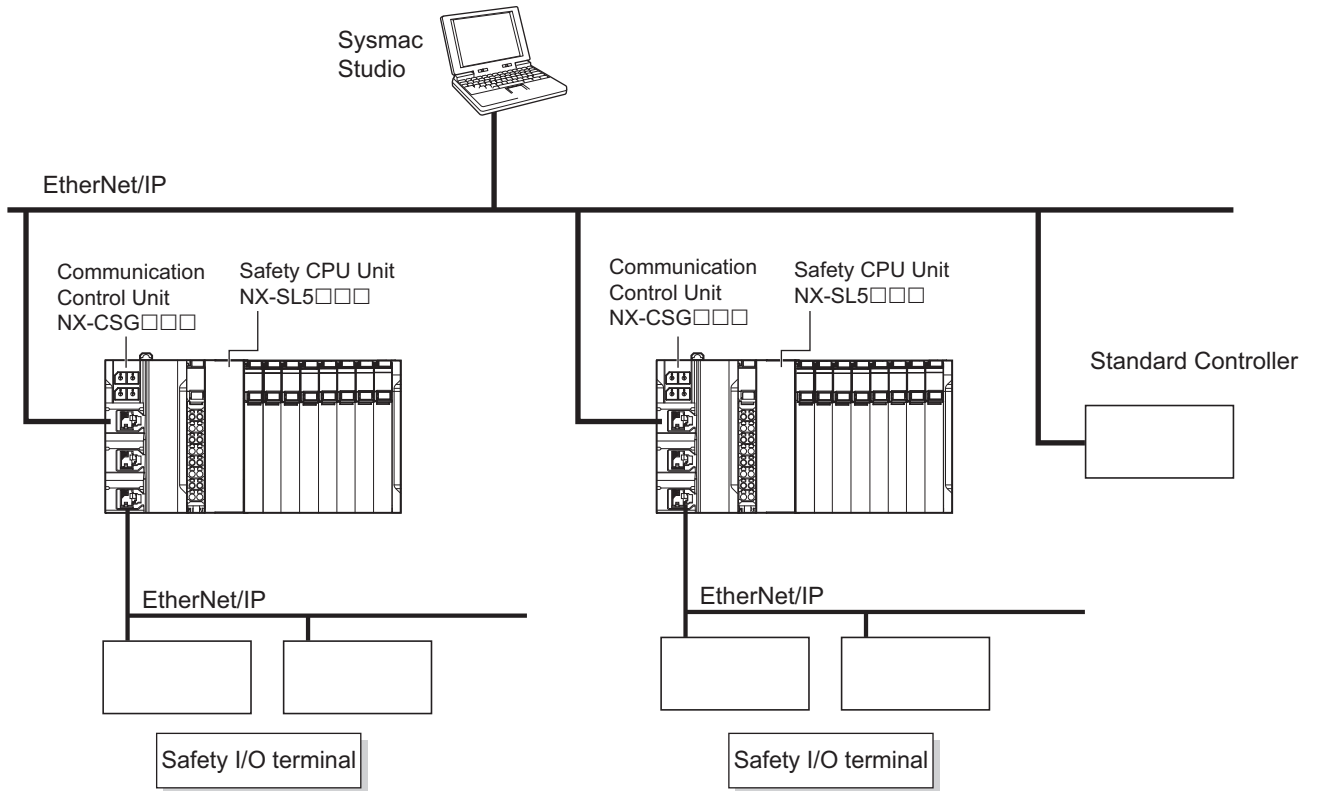 Sysmac
Studio
EtherNet/IP
Communication
Control Unit
NX-CSG□□□
Safety CPU Unit
NX-SL5□□□
Communication
Control Unit
NX-CSG□□□
Safety CPU Unit
NX-SL5□□□
Standard Controller
EtherNet/IP
EtherNet/IP
Safety I/O terminal
Safety I/O terminal